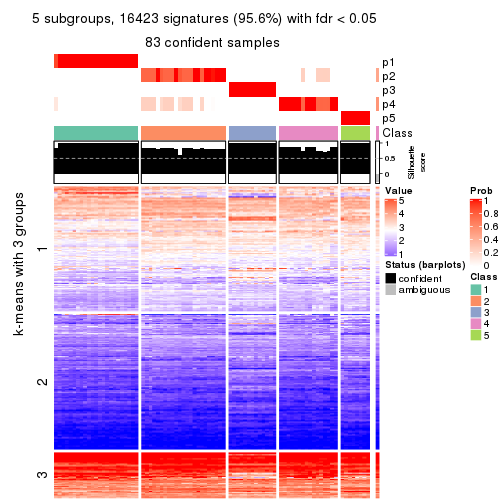 5 subgroups, 16423 signatures (95.6%) with fdr < 0.05
83 confident samples
p1
p2
p3
p4
p5
Class
1
0.5
0
Silhouette
score
k-means with 3 groups
1
2
3
Value
5
4
3
2
1
Status (barplots)
confident
ambiguous
Prob
1
0.8
0.6
0.4
0.2
0
Class
1
2
3
4
5